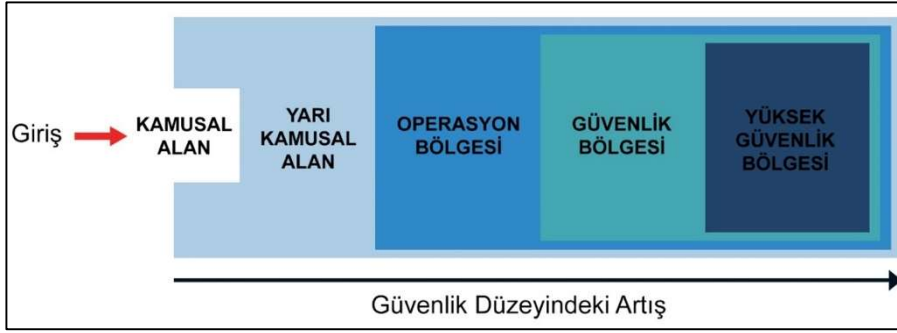 Giriş
KAMUSAL
ALAN
YARI
KAMUSAL
ALAN
OPERASYON
BÖLGESİ
GÜVENLİK
BÖLGESİ
YÜKSEK
GÜVENLİK
BÖLGESİ
Güvenlik Düzeyindeki Artış